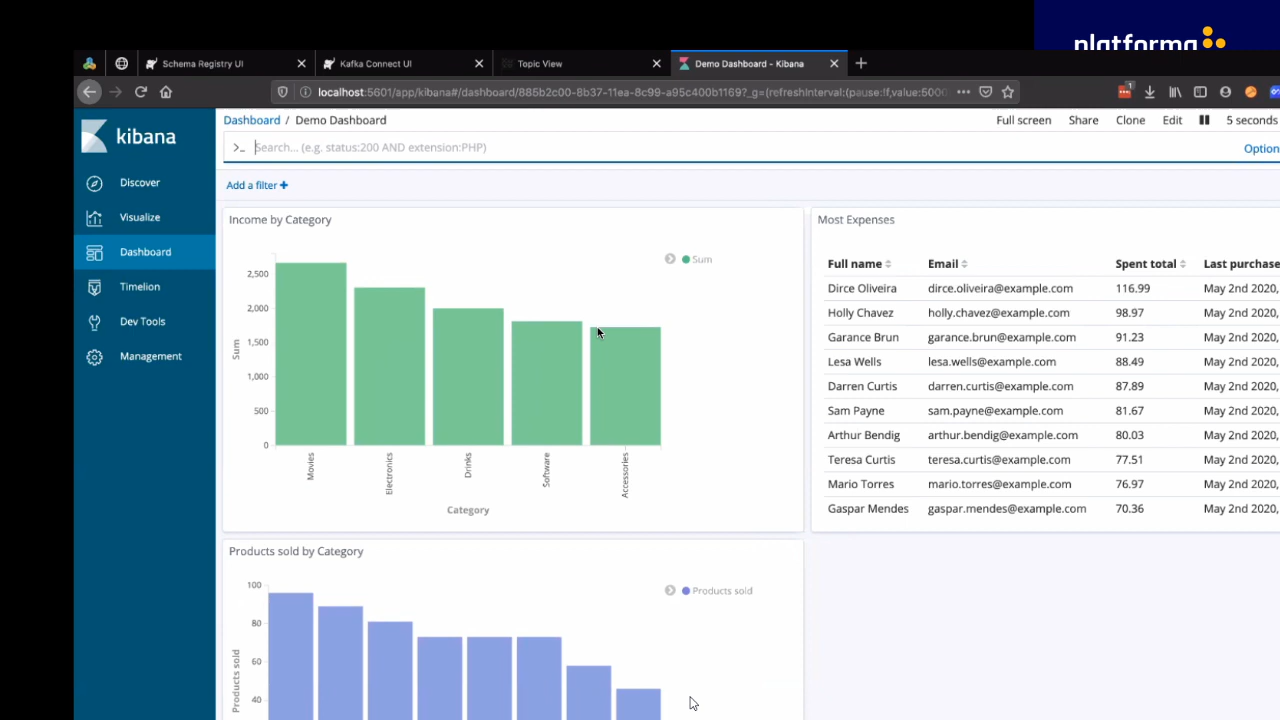 platforma
Schema Registry UI
Kafka Connect UI
Topic View
Demo Dashboard - Kibana
localhost:5601/app/kibana#/dashboard/885b2c00-8b37-11ea-8c99-a95c400b1169?_g=(refreshInterval:(pause:!f,value:5000
kibana
Discover
Visualize
Dashboard
Timelion
Dev Tools
Management
Dashboard / Demo Dashboard
Full screen Share Clone Edit 5 seconds
>_ Search... (e.g. status:200 AND extension:PHP)
Option
Add a filter +
Income by Category
Sum
2,500
2,000
1,500
1,000
500
0
Sum
Movies
Electronics
Drinks
Software
Accessories
Category
Most Expenses
Full name Email Spent total Last purchase
Dirce Oliveira dirce.oliveira@example.com 116.99 May 2nd 2020,
Holly Chavez holly.chavez@example.com 98.97 May 2nd 2020,
Garance Brun garance.brun@example.com 91.23 May 2nd 2020,
Lesa Wells lesa.wells@example.com 88.49 May 2nd 2020,
Darren Curtis darren.curtis@example.com 87.89 May 2nd 2020,
Sam Payne sam.payne@example.com 81.67 May 2nd 2020,
Arthur Bendig arthur.bendig@example.com 80.03 May 2nd 2020,
Teresa Curtis teresa.curtis@example.com 77.51 May 2nd 2020,
Mario Torres mario.torres@example.com 76.97 May 2nd 2020,
Gaspar Mendes gaspar.mendes@example.com 70.36 May 2nd 2020,
Products sold by Category
Products sold
100
80
60
40
Products sold